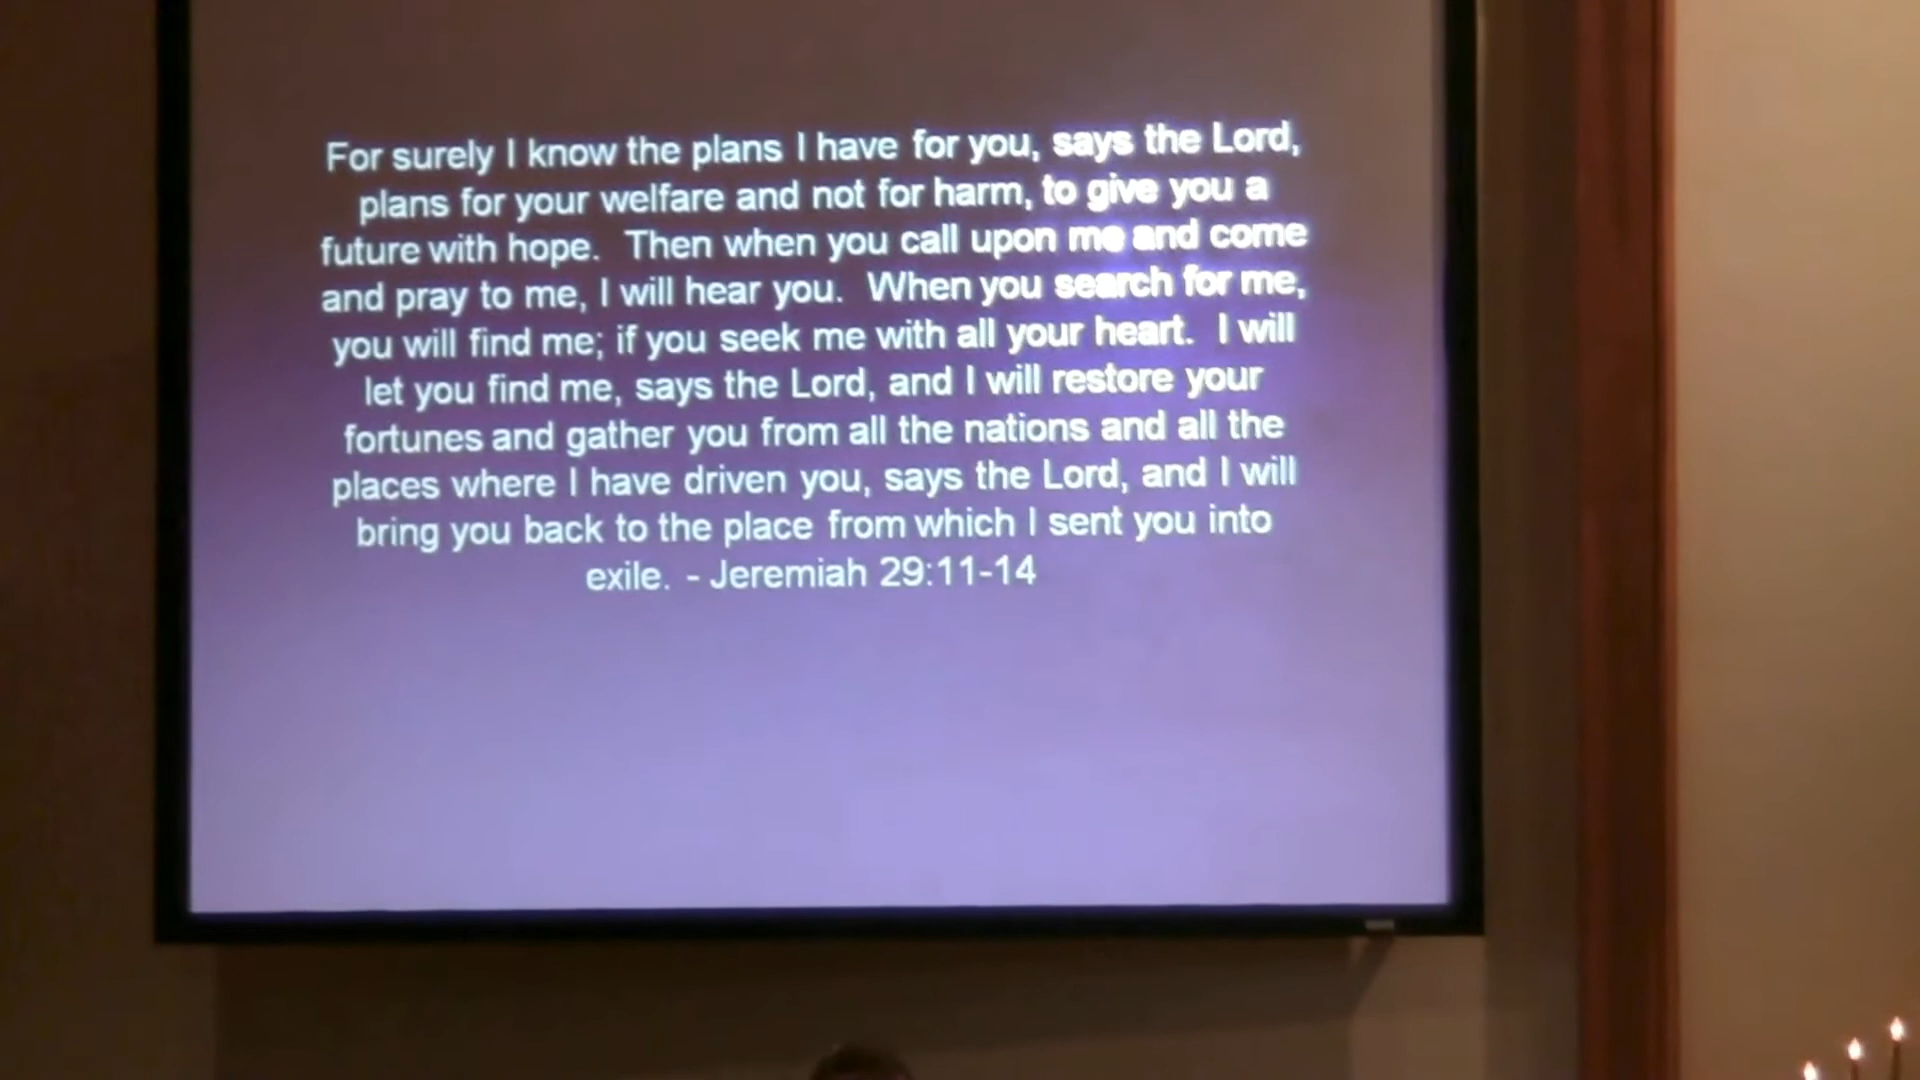 For surely I know the plans I have for you, says the Lord,
plans for your welfare and not for harm, to give you a
future with hope. Then when you call upon me and come
and pray to me, I will hear you. When you search for me,
you will find me; if you seek me with all your heart. I will
let you find me, says the Lord, and I will restore your
fortunes and gather you from all the nations and all the
places where I have driven you, says the Lord, and I will
bring you back to the place from which I sent you into
exile. - Jeremiah 29:11-14